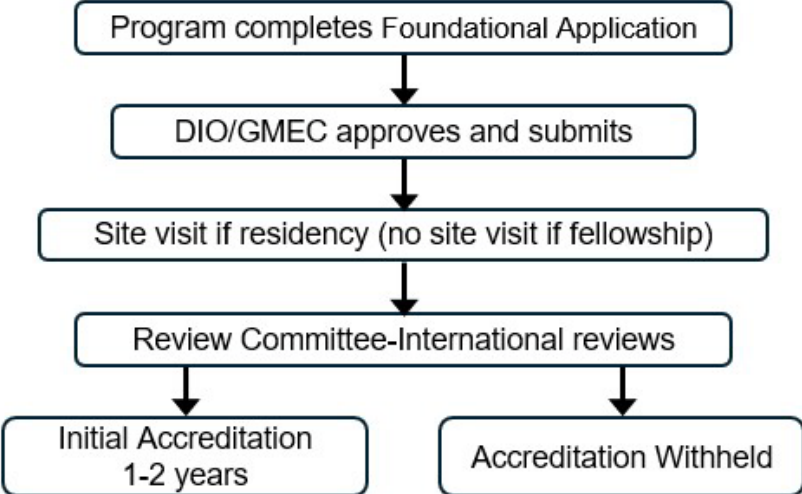 Program completes Foundational Application
DIO/GMEC approves and submits
Site visit if residency (no site visit if fellowship)
Review Committee-International reviews
Initial Accreditation
1-2 years
Accreditation Withheld